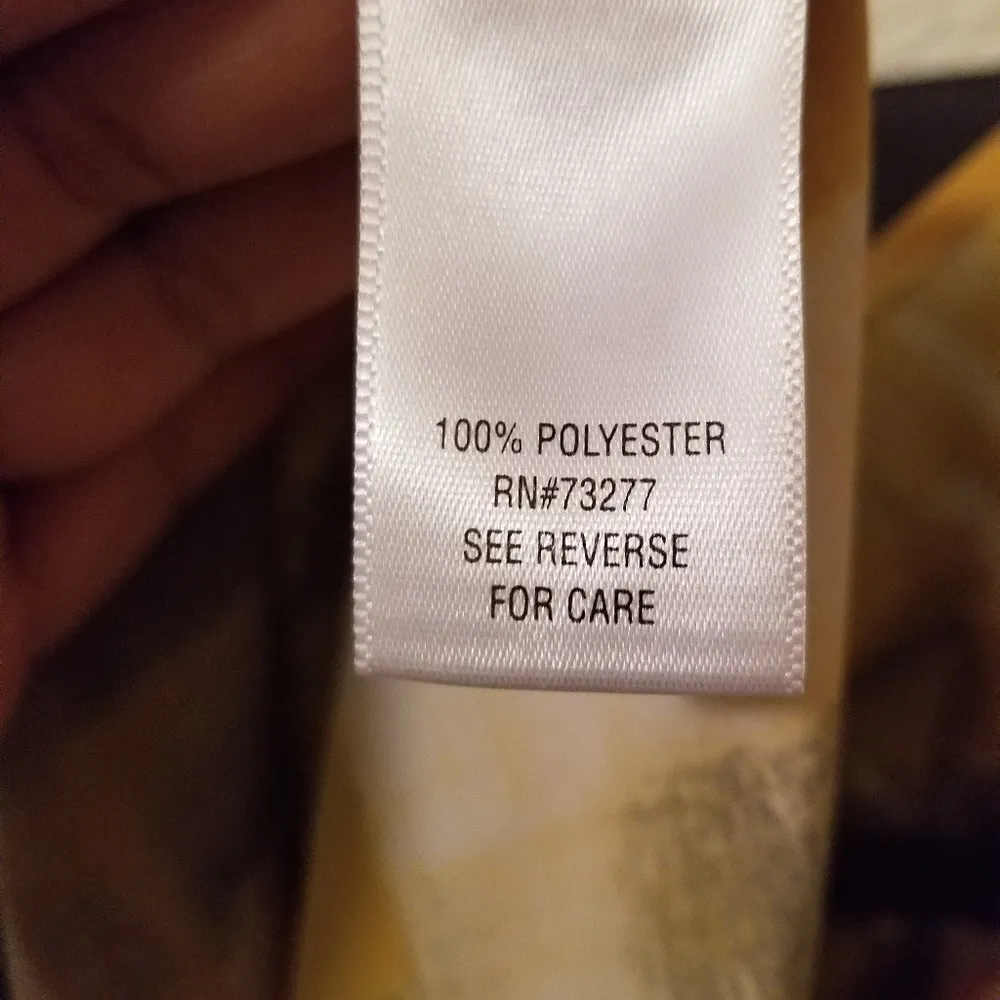 100% POLYESTER
RN#73277
SEE REVERSE
FOR CARE